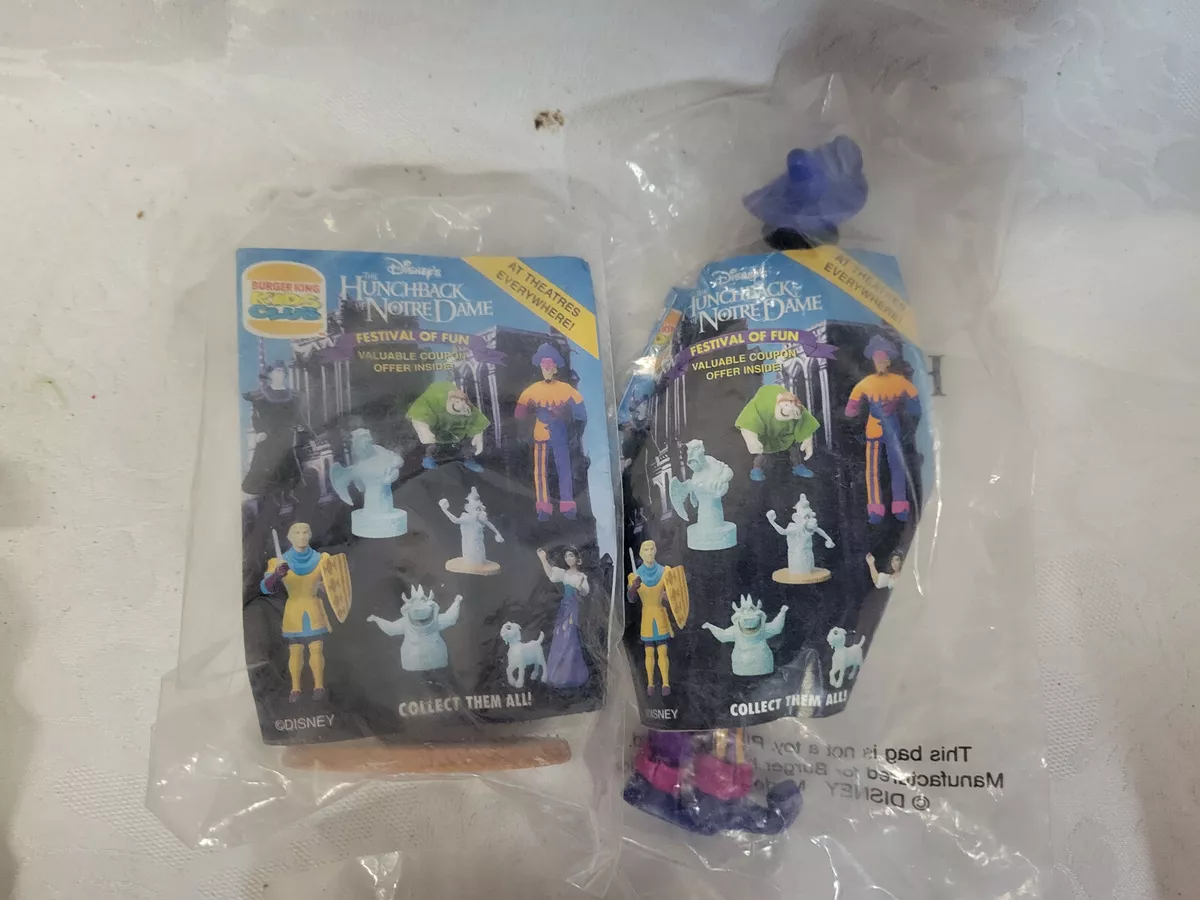 BURGER KING
KIDS
CLUB
DISNEY'S
THE
HUNCHBACK
OF
NOTRE DAME
AT THEATRES
EVERYWHERE!
FESTIVAL OF FUN
VALUABLE COUPON
OFFER INSIDE!
COLLECT THEM ALL!
©DISNEY
DISNEY'S
HUNCHBACK
OF
NOTRE DAME
AT THEATRES
EVERYWHERE!
FESTIVAL OF FUN
VALUABLE COUPON
OFFER INSIDE!
COLLECT THEM ALL!
DISNEY
This bag is not a toy.
Manufactured for Burger
© DISNEY